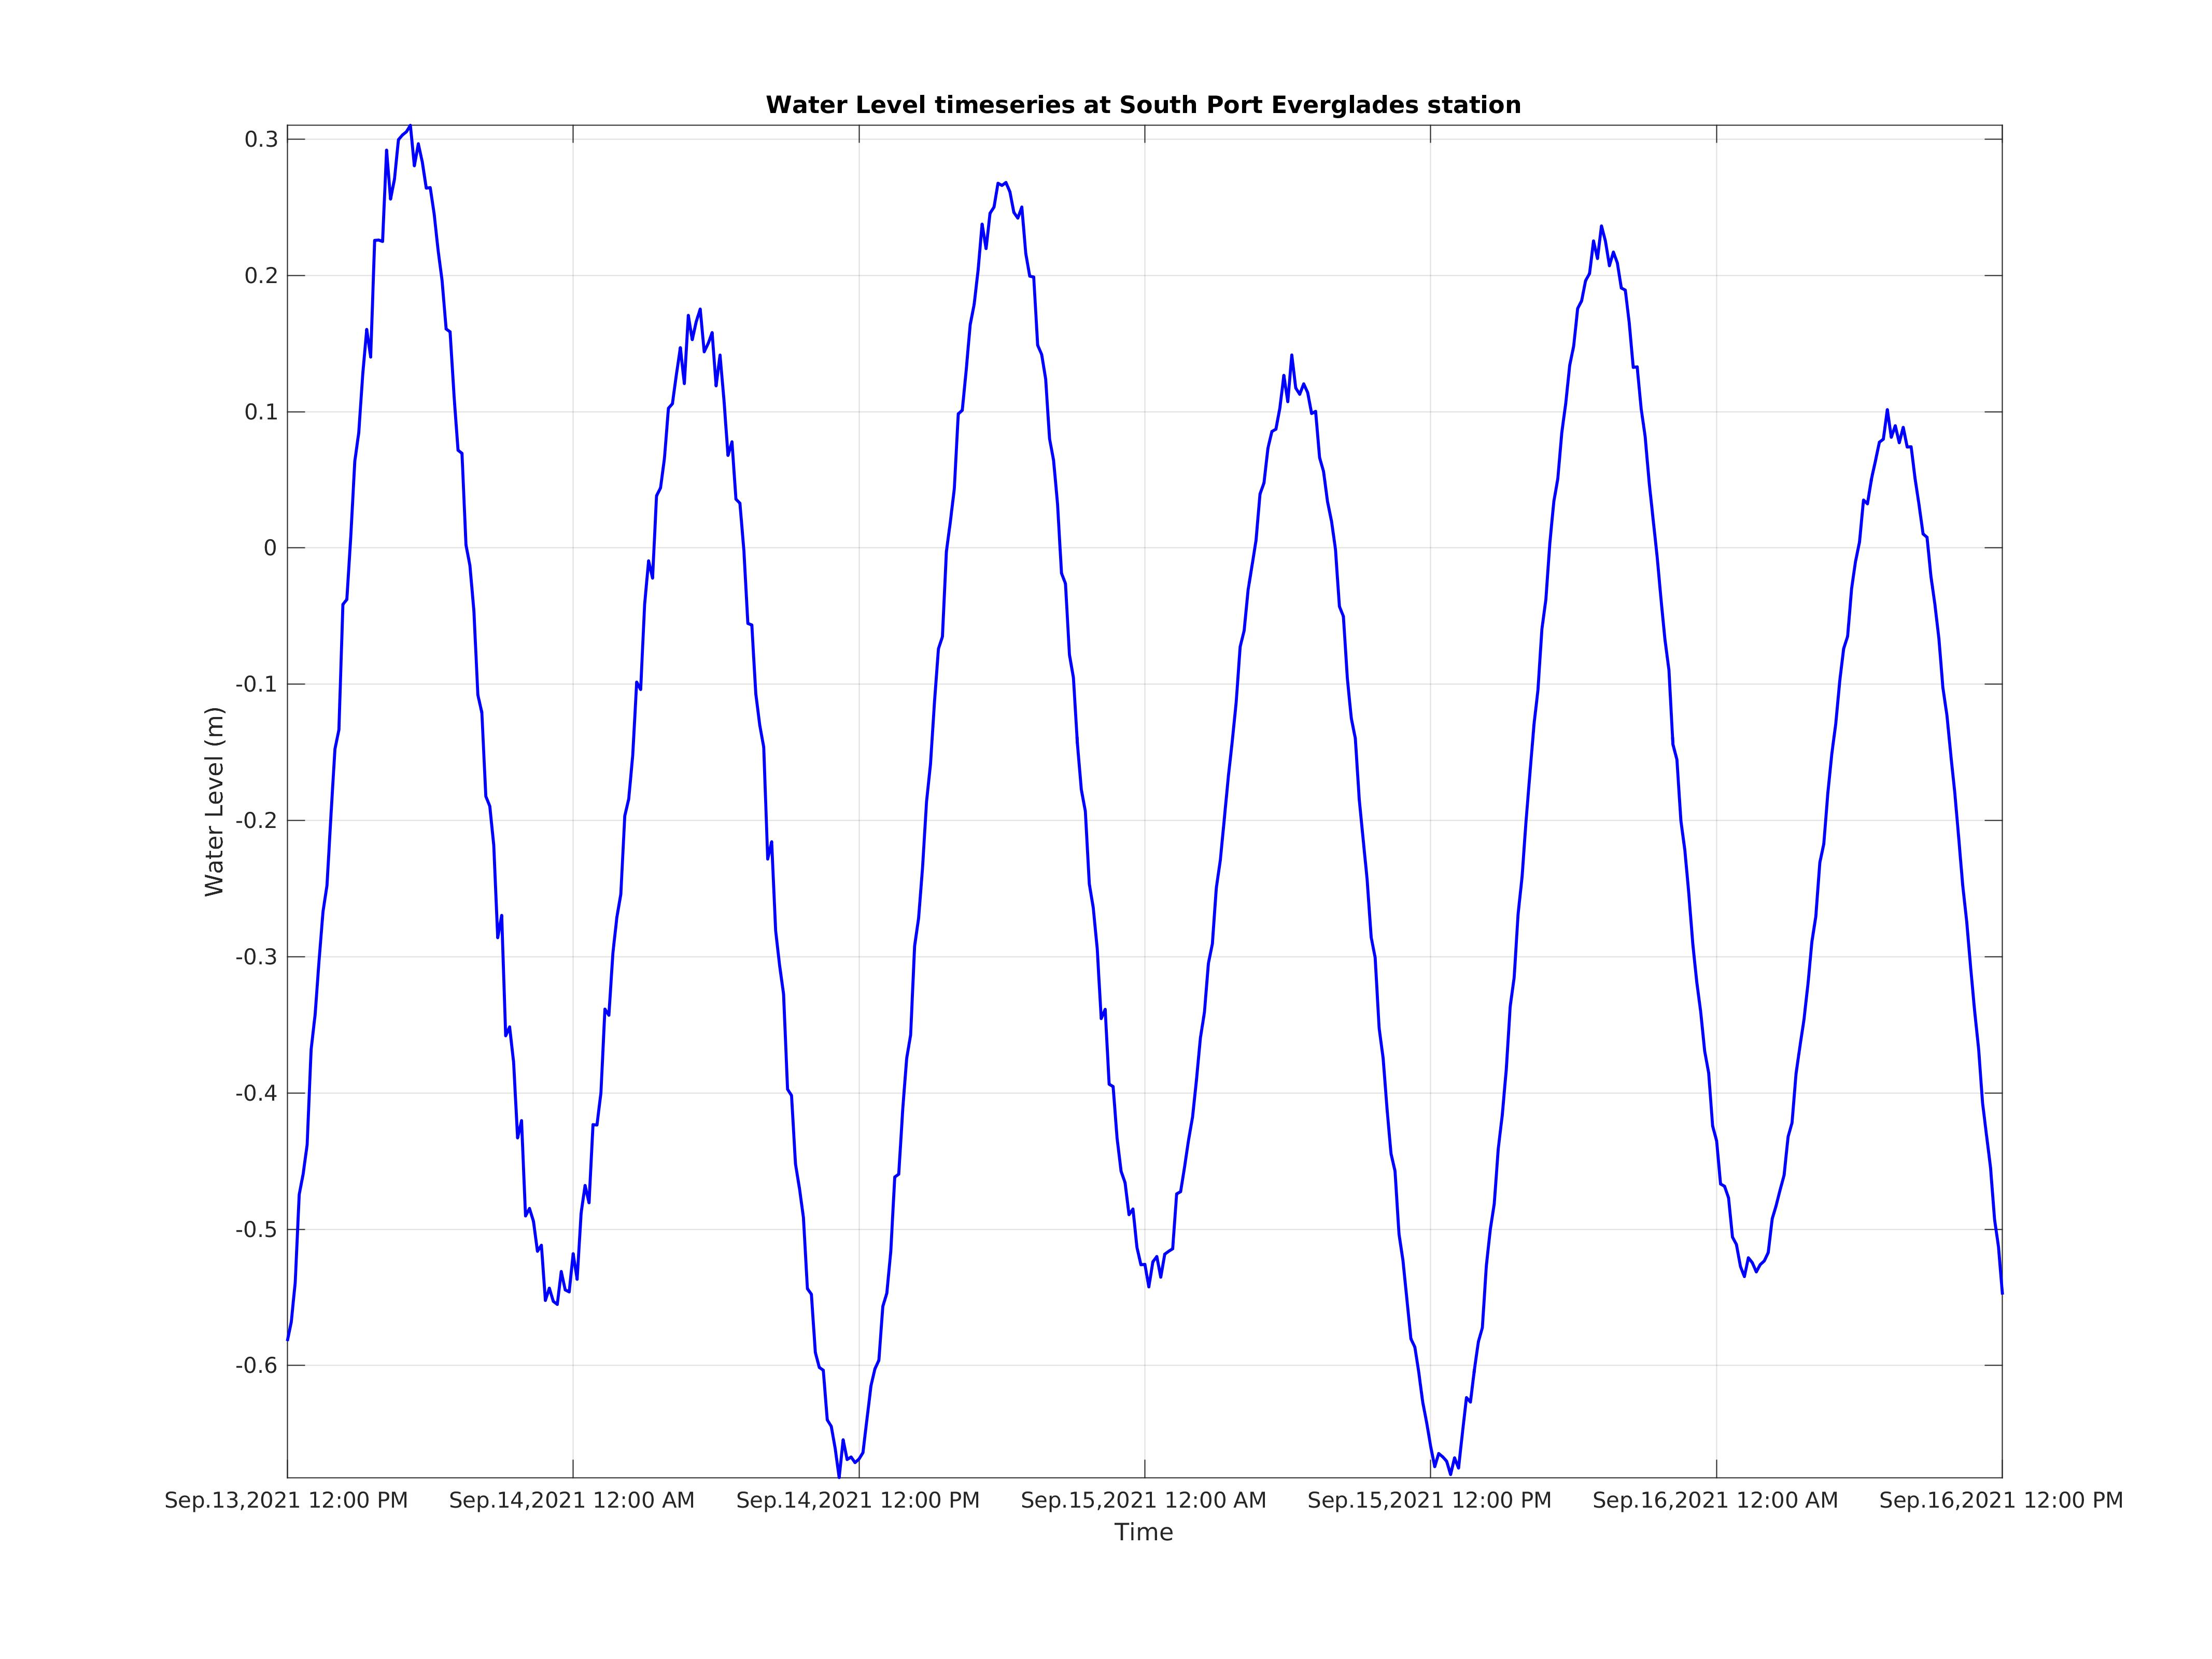 Water Level timeseries at South Port Everglades station
0.3
0.2
0.1
0
-0.1
-0.2
-0.3
-0.4
-0.5
-0.6
Water Level (m)
Sep.13,2021 12:00 PM
Sep.14,2021 12:00 AM
Sep.14,2021 12:00 PM
Sep.15,2021 12:00 AM
Sep.15,2021 12:00 PM
Sep.16,2021 12:00 AM
Sep.16,2021 12:00 PM
Time